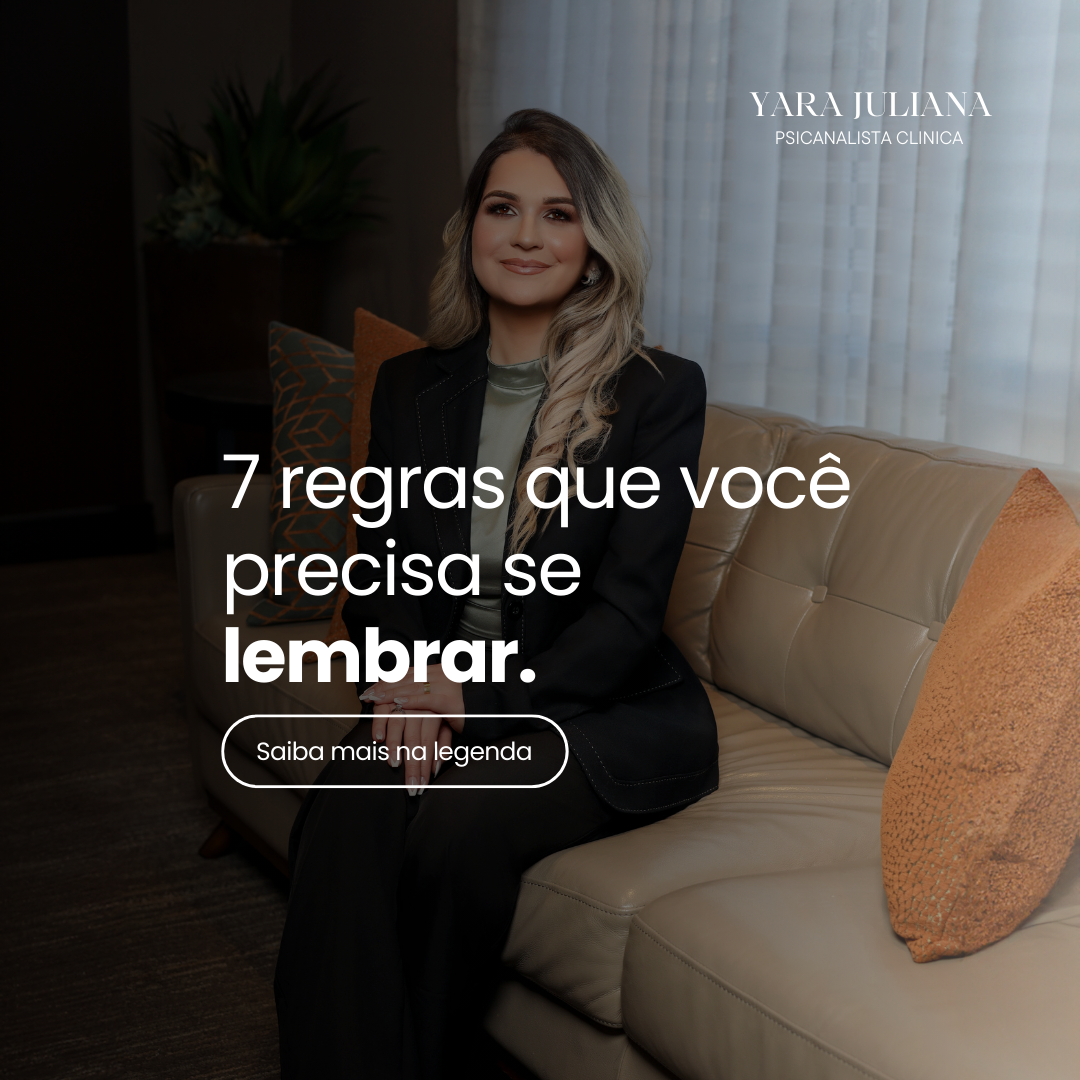 YARA JULIANA
PSICANALISTA CLINICA
7 regras que você
precisa se
lembrar.
Saiba mais na legenda